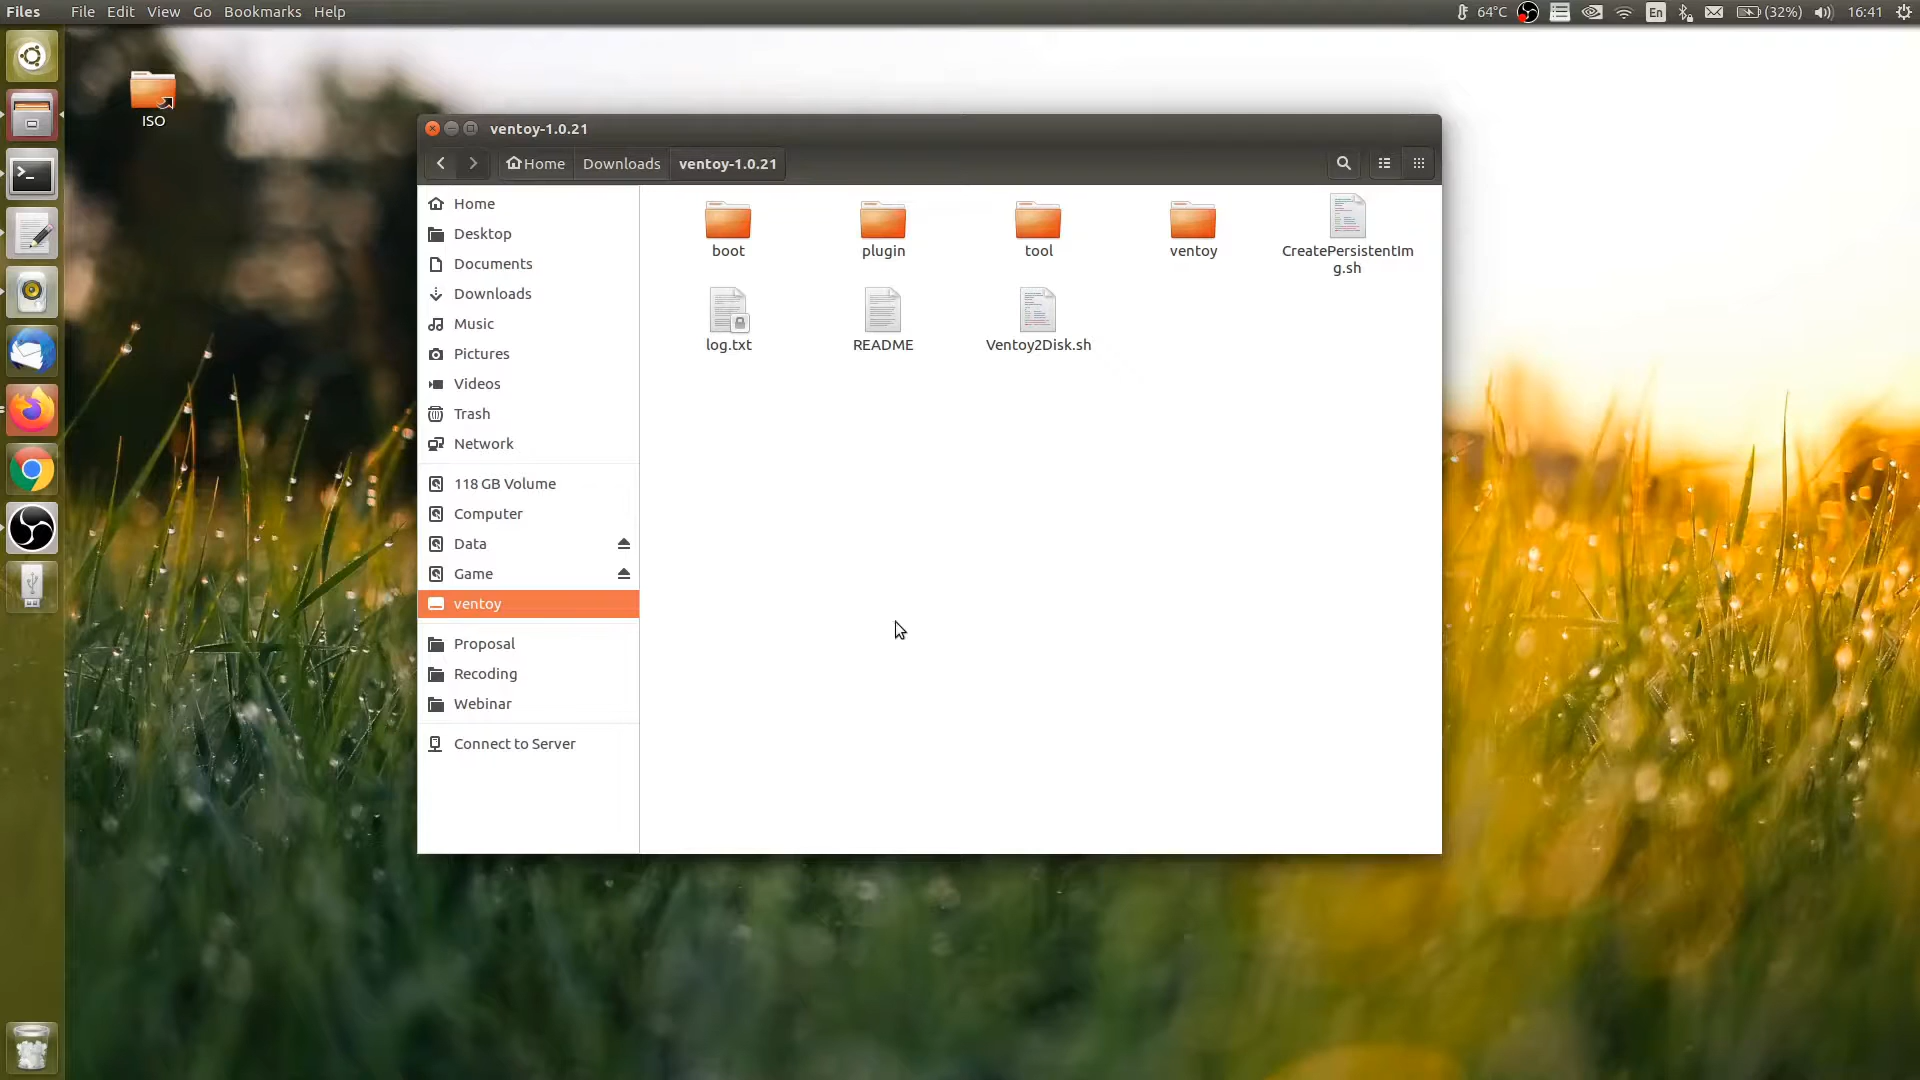 Files
File Edit View Go Bookmarks Help
64°C
En
(32%)
16:41
ISO
ventoy-1.0.21
Home
Downloads
ventoy-1.0.21
Home
Desktop
Documents
Downloads
Music
Pictures
Videos
Trash
Network
118 GB Volume
Computer
Data
Game
ventoy
Proposal
Recoding
Webinar
Connect to Server
boot
plugin
tool
ventoy
CreatePersistentIm
g.sh
log.txt
README
Ventoy2Disk.sh